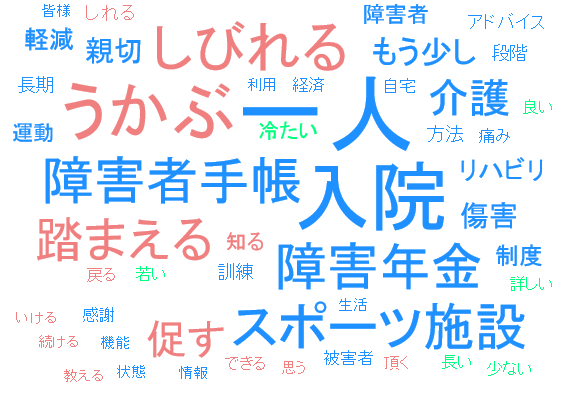 皆様
しれる
障害者
アドバイス
軽減
親切
しびれる
もう少し
段階
長期
うかぶ
利用
経済
一人
自宅
介護
良い
運動
冷たい
方法
痛み
障害者手帳
入院
リハビリ
踏まえる
知る
傷害
戻る
若い
訓練
障害年金
制度
詳しい
いける
感謝
生活
スポーツ施設
続ける
機能
促す
教える
状態
情報
できる
思う
被害者
頂く
長い
少ない